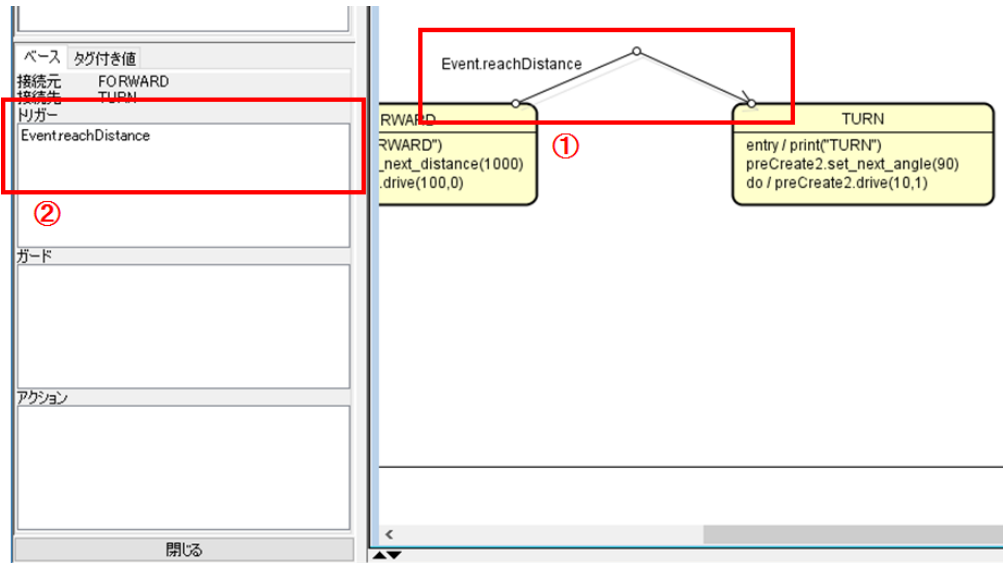 ベース タグ付き値
接続元 FORWARD
接続先 TURN
トリガー
Event.reachDistance
②
ガード
アクション
閉じる
Event.reachDistance
①
RWARD
RWARD")
_next_distance(1000)
.drive(100,0)
TURN
entry / print("TURN")
preCreate2.set_next_angle(90)
do / preCreate2.drive(10,1)